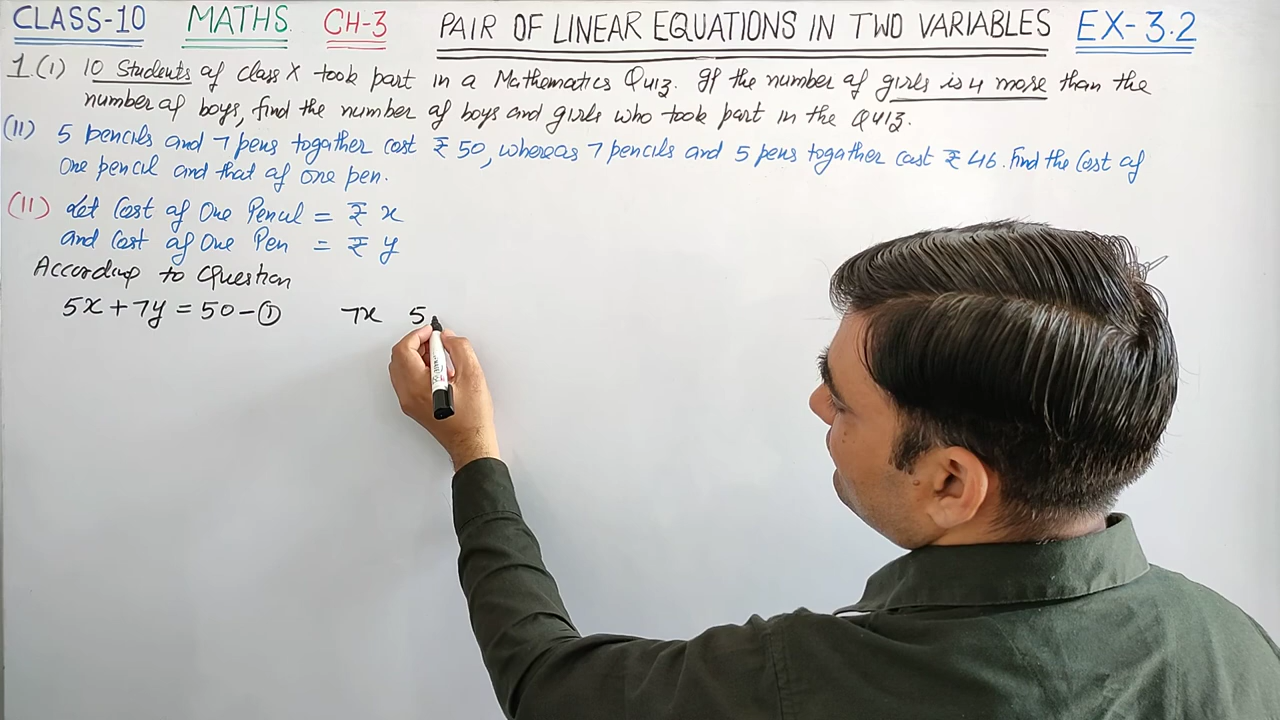 CLASS-10 MATHS CH-3 PAIR OF LINEAR EQUATIONS IN TWO VARIABLES EX-3.2
1.(i) 10 Students of class X took part in a Mathematics Quiz. If the number of girls is 4 more than the
number of boys, find the number of boys and girls who took part in the Quiz.
(II) 5 pencils and 7 pens together cost ₹ 50, whereas 7 pencils and 5 pens together cost ₹ 46. Find the cost of
one pencil and that of one pen.
(II) Let Cost of One Pencil = ₹ x
and Cost of One Pen = ₹ y
According to Question
5x + 7y = 50 - ① 7x 5